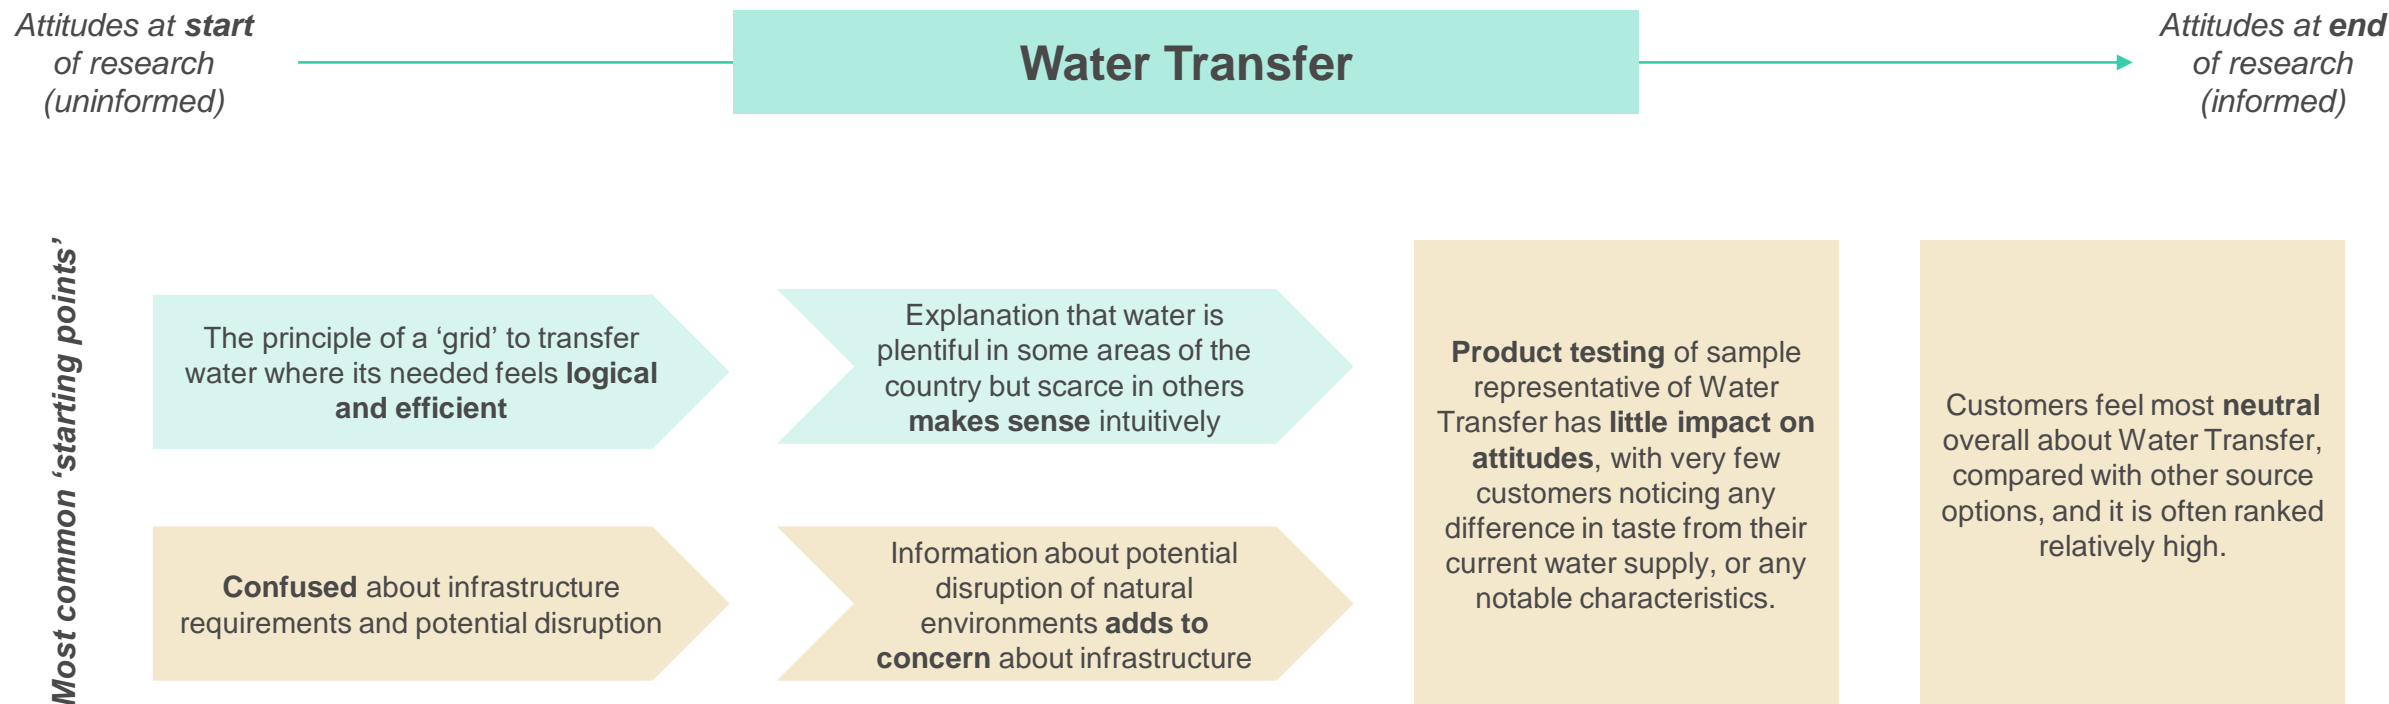 Attitudes at start
of research
(uninformed)
Water Transfer
Attitudes at end
of research
(informed)
Most common ‘starting points’
The principle of a ‘grid’ to transfer
water where its needed feels logical
and efficient
Explanation that water is
plentiful in some areas of the
country but scarce in others
makes sense intuitively
Confused about infrastructure
requirements and potential disruption
Information about potential
disruption of natural
environments adds to
concern about infrastructure
Product testing of sample
representative of Water
Transfer has little impact on
attitudes, with very few
customers noticing any
difference in taste from their
current water supply, or any
notable characteristics.
Customers feel most neutral
overall about Water Transfer,
compared with other source
options, and it is often ranked
relatively high.